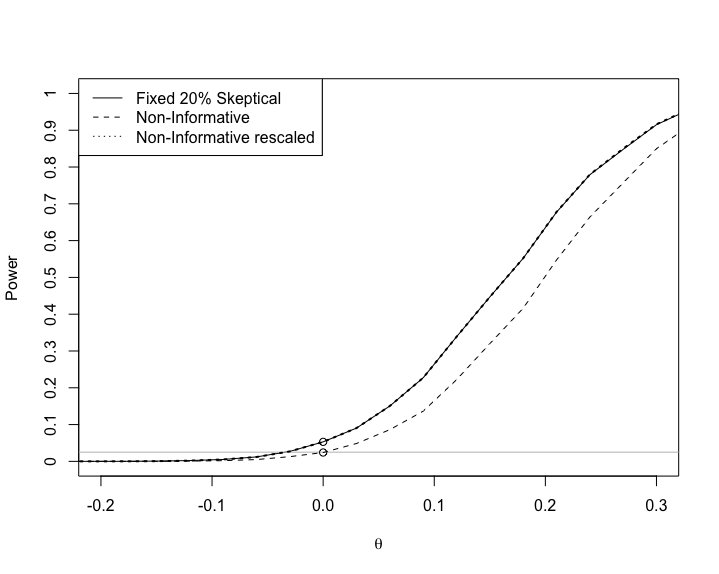 Fixed 20% Skeptical
Non-Informative
Non-Informative rescaled
Power
1
0.9
0.8
0.7
0.6
0.5
0.4
0.3
0.2
0.1
0
-0.2 -0.1 0.0 0.1 0.2 0.3
θ